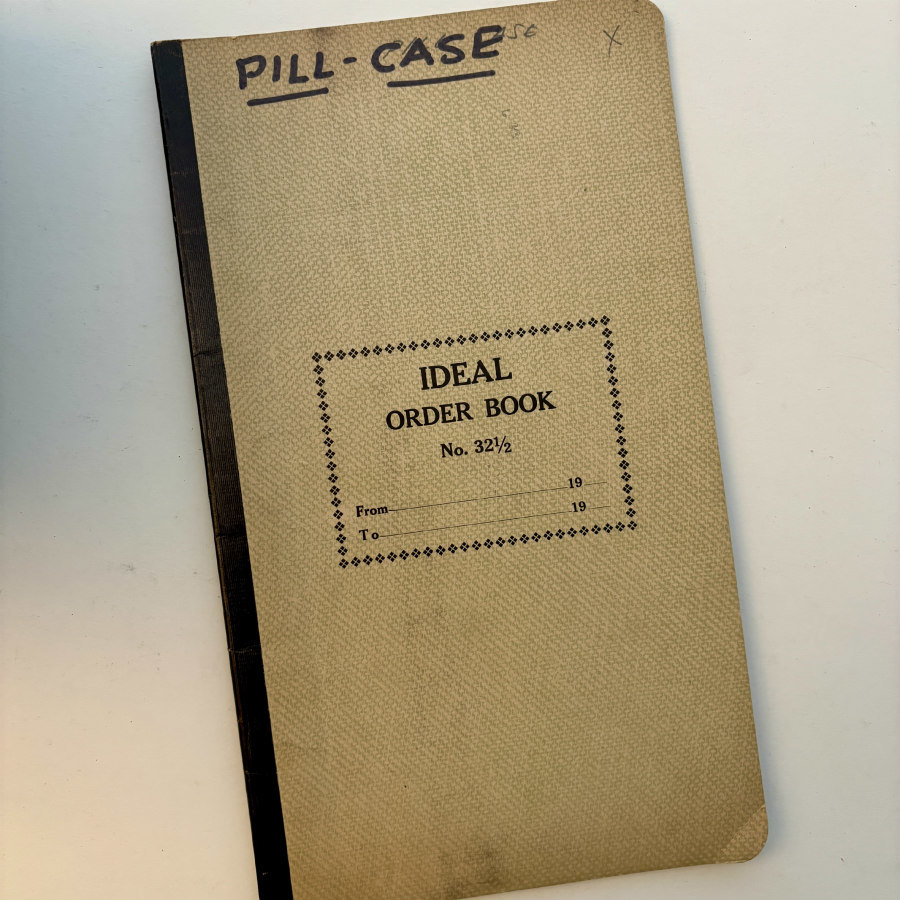 PILL-CASE
X
IDEAL
ORDER BOOK
No. 32½
From 19
To 19